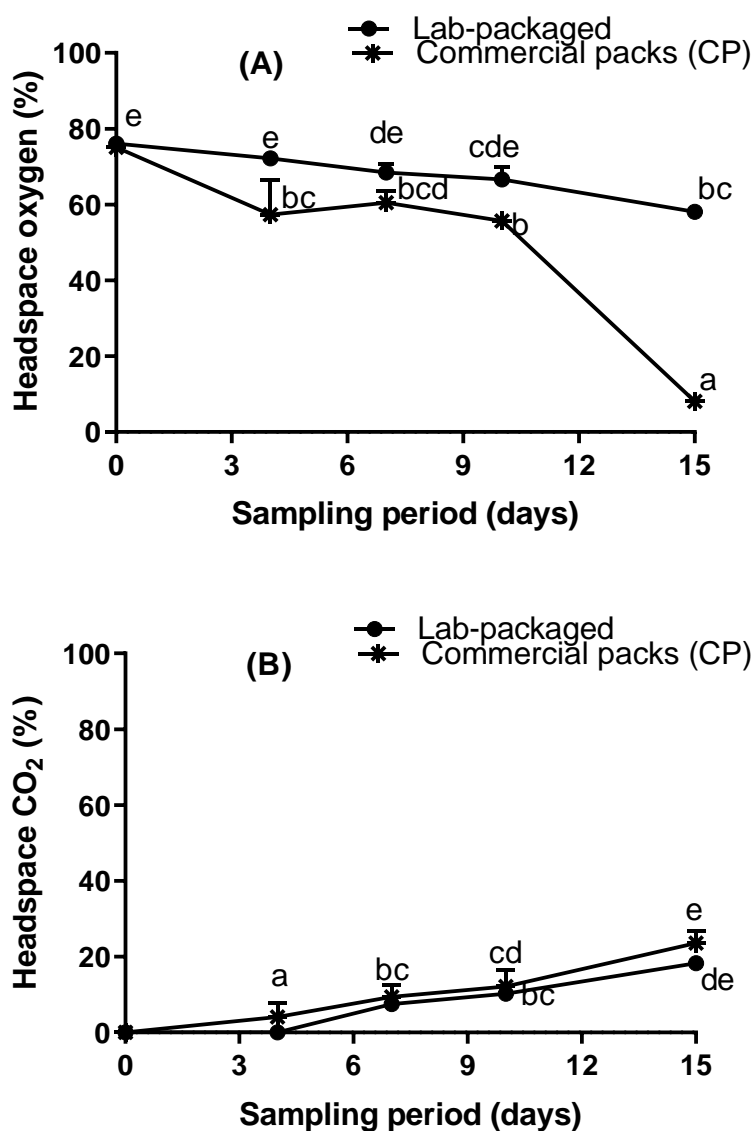 Lab-packaged
Commercial packs (CP)
(A)
Headspace oxygen (%)
100
80
60
40
20
0
e
e
de
cde
bc
bc
bcd
b
a
0 3 6 9 12 15
Sampling period (days)
Lab-packaged
Commercial packs (CP)
(B)
Headspace CO₂ (%)
100
80
60
40
20
0
a
bc
cd
e
bc
de
0 3 6 9 12 15
Sampling period (days)